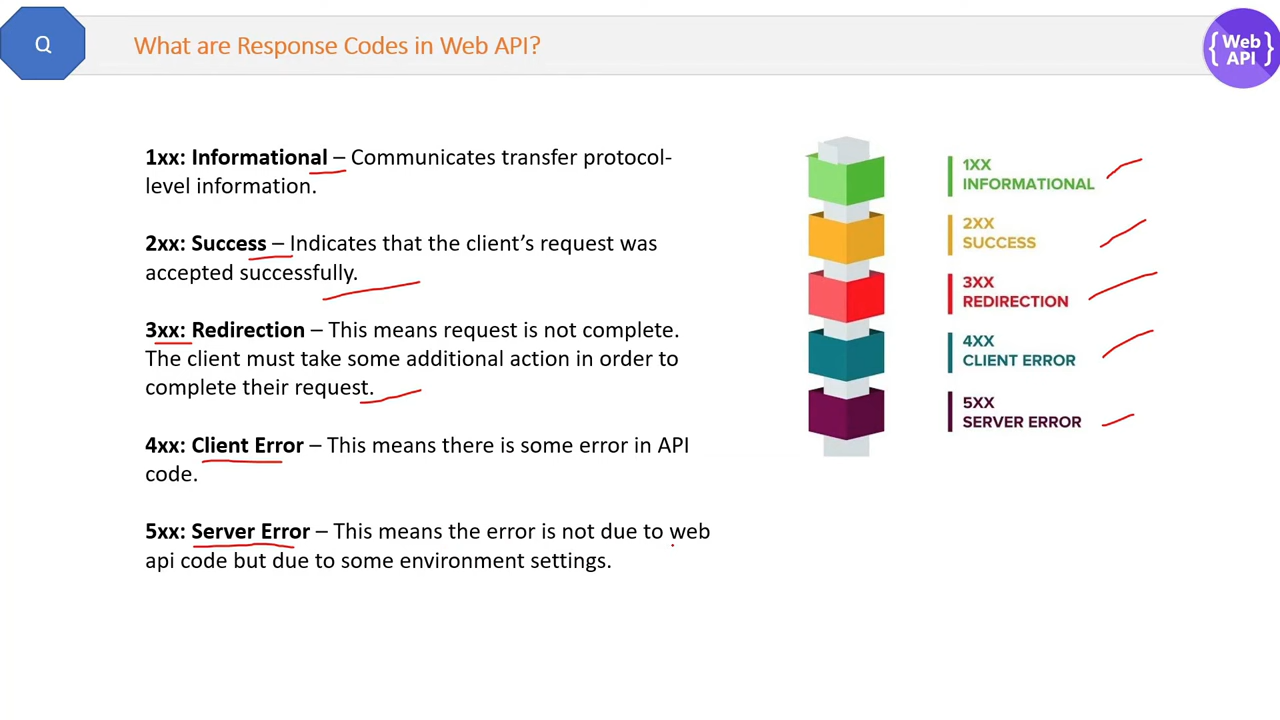 Q
What are Response Codes in Web API?
{Web API}
1xx: Informational – Communicates transfer protocol-
level information.
2xx: Success – Indicates that the client’s request was
accepted successfully.
3xx: Redirection – This means request is not complete.
The client must take some additional action in order to
complete their request.
4xx: Client Error – This means there is some error in API
code.
5xx: Server Error – This means the error is not due to web
api code but due to some environment settings.
1XX
INFORMATIONAL
2XX
SUCCESS
3XX
REDIRECTION
4XX
CLIENT ERROR
5XX
SERVER ERROR